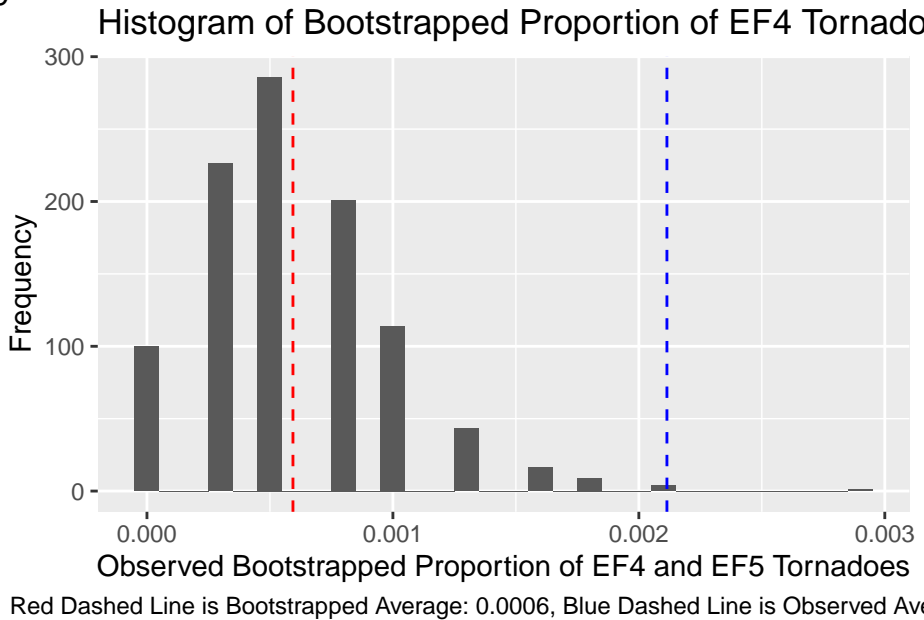 Histogram of Bootstrapped Proportion of EF4 Tornado
300
200
100
0
Frequency
0.000 0.001 0.002 0.003
Observed Bootstrapped Proportion of EF4 and EF5 Tornadoes
Red Dashed Line is Bootstrapped Average: 0.0006, Blue Dashed Line is Observed Ave